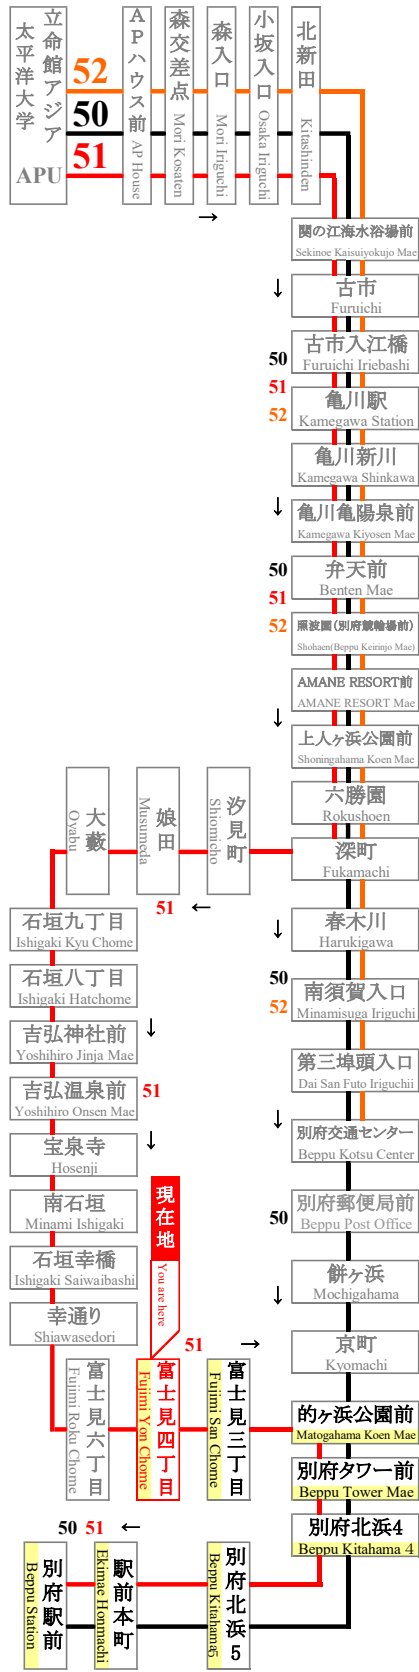 立命館アジア
太平洋大学
APU
52
50
51
APハウス前
AP House
森交差点
Mori Kosaten
森入口
Mori Iriguchi
小坂入口
Osaka Iriguchi
北新田
Kitashinden
→
関の江海水浴場前
Sekinoe Kaisuiyokujo Mae
↓
古市
Furuichi
古市入江橋
Furuichi Iriebashi
50
51
52
亀川駅
Kamegawa Station
亀川新川
Kamegawa Shinkawa
↓
亀川亀陽泉前
Kamegawa Kiyosen Mae
弁天前
Benten Mae
50
51
52
照波園(別府競輪場前)
Shohaen(Beppu Keirinjo Mae)
AMANE RESORT前
AMANE RESORT Mae
↓
上人ヶ浜公園前
Shoningahama Koen Mae
六勝園
Rokushoen
深町
Fukamachi
汐見町
Shiomicho
娘田
Musumeda
大藪
Oyabu
51 ←
石垣九丁目
Ishigaki Kyu Chome
石垣八丁目
Ishigaki Hatchome
吉弘神社前
Yoshihiro Jinja Mae
↓
吉弘温泉前
Yoshihiro Onsen Mae
51
宝泉寺
Hosenji
↓
南石垣
Minami Ishigaki
石垣幸橋
Ishigaki Saiwaibashi
幸通り
Shiawasedori
富士見六丁目
Fujimi Roku Chome
現在地
You are here
富士見四丁目
Fujimi Yon Chome
51 →
富士見三丁目
Fujimi San Chome
春木川
Harukigawa
↓
50
52
南須賀入口
Minamisuga Iriguchi
第三埠頭入口
Dai San Futo Iriguchii
↓
別府交通センター
Beppu Kotsu Center
50
別府郵便局前
Beppu Post Office
餅ヶ浜
Mochigahama
↓
京町
Kyomachi
的ヶ浜公園前
Matogahama Koen Mae
別府タワー前
Beppu Tower Mae
別府北浜4
Beppu Kitahama 4
別府北浜5
Beppu Kitahama5
50 51 ←
駅前本町
Ekimae Honmachi
別府駅前
Beppu Station